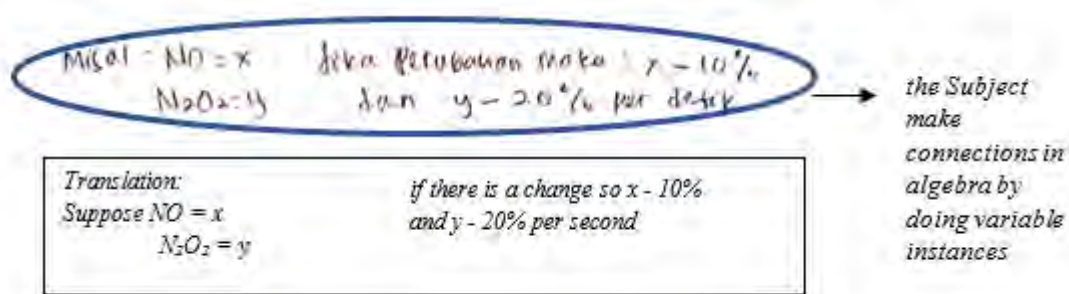 Misal - NO = x jika perubahan maka : x - 10%
N2O2 = y dan y - 20% per detik
the Subject
make
connections in
algebra by
doing variable
instances
Translation:
Suppose NO = x
N₂O₂ = y
if there is a change so x - 10%
and y - 20% per second